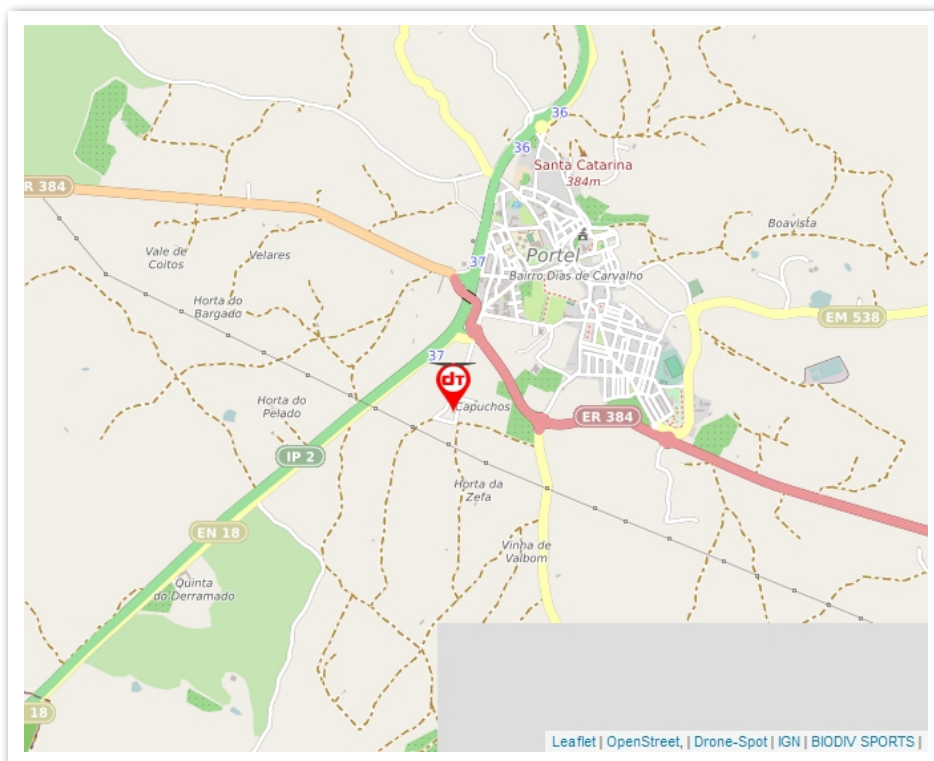 36
36
Santa Catarina
384m
R 384
Boavista
Vale de
Coitos
Velares
37
Portel
Bairro Dias de Carvalho
Horta do
Bargado
EM 538
37
dT
Capuchos
Horta do
Pelado
ER 384
IP 2
Horta da
Zefa
EN 18
Vinha de
Valbom
Quinta
do Derramado
18
Leaflet | OpenStreet, | Drone-Spot | IGN | BIODIV SPORTS |